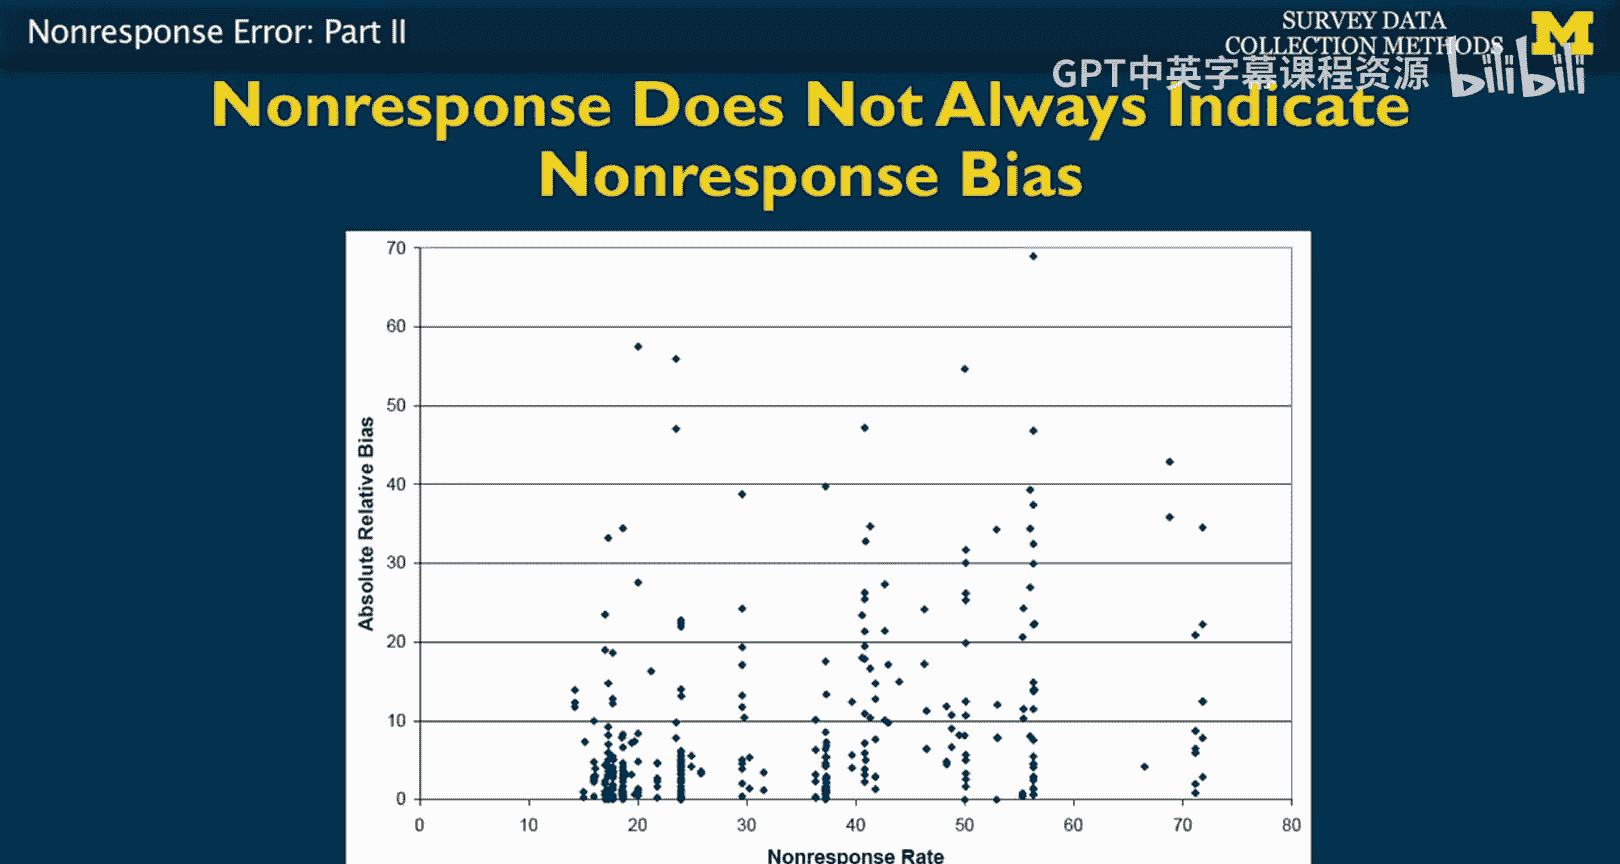 Nonresponse Error: Part II
SURVEY DATA
COLLECTION METHODS
M
GPT中英字幕课程资源
bilibili
Nonresponse Does Not Always Indicate
Nonresponse Bias
70
60
50
40
30
20
10
0
Absolute Relative Bias
0 10 20 30 40 50 60 70 80
Nonresponse Rate